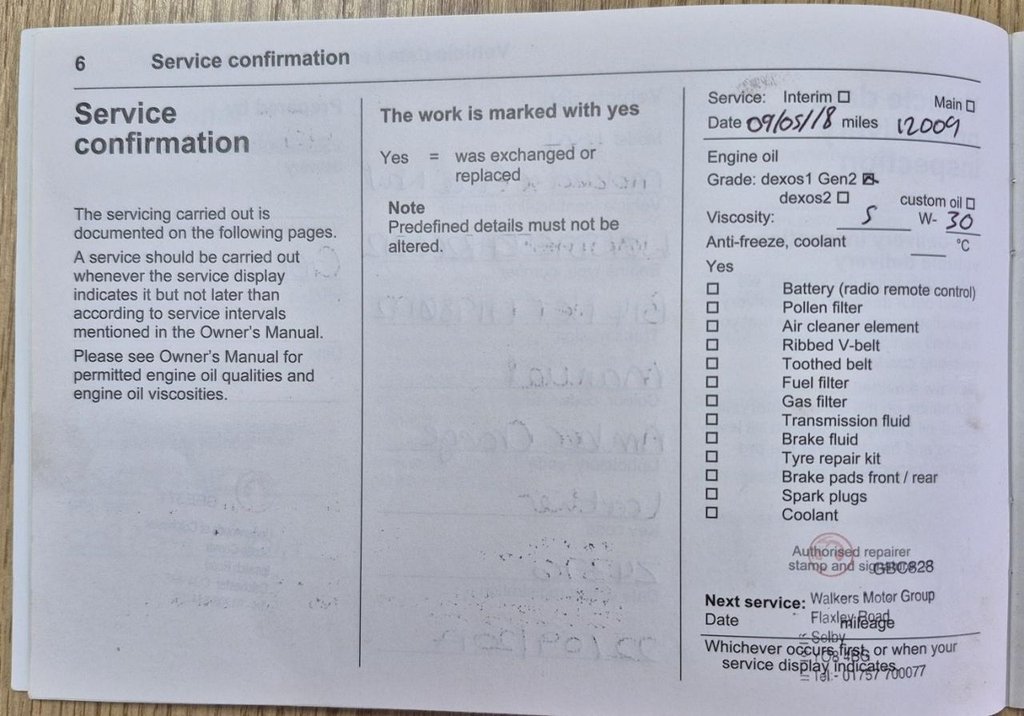 6 Service confirmation
Service
confirmation
The servicing carried out is
documented on the following pages.
A service should be carried out
whenever the service display
indicates it but not later than
according to service intervals
mentioned in the Owner's Manual.
Please see Owner's Manual for
permitted engine oil qualities and
engine oil viscosities.
The work is marked with yes
Yes = was exchanged or
replaced
Note
Predefined details must not be
altered.
Service: Interim ☐ Main ☐
Date 09/05/18 miles 12009
Engine oil
Grade: dexos1 Gen2 ☒
dexos2 ☐ custom oil ☐
Viscosity: 5 W- 30
Anti-freeze, coolant °C
Yes
☐ Battery (radio remote control)
☐ Pollen filter
☐ Air cleaner element
☐ Ribbed V-belt
☐ Toothed belt
☐ Fuel filter
☐ Gas filter
☐ Transmission fluid
☐ Brake fluid
☐ Tyre repair kit
☐ Brake pads front / rear
☐ Spark plugs
☐ Coolant
Authorised repairer
stamp and signature
GBC828
Next service: Walkers Motor Group
Date Flaxley Road
mileage
Selby
Whichever occurs first, or when your
YO8 4BG
service display indicates.
Tel:- 01757 700077